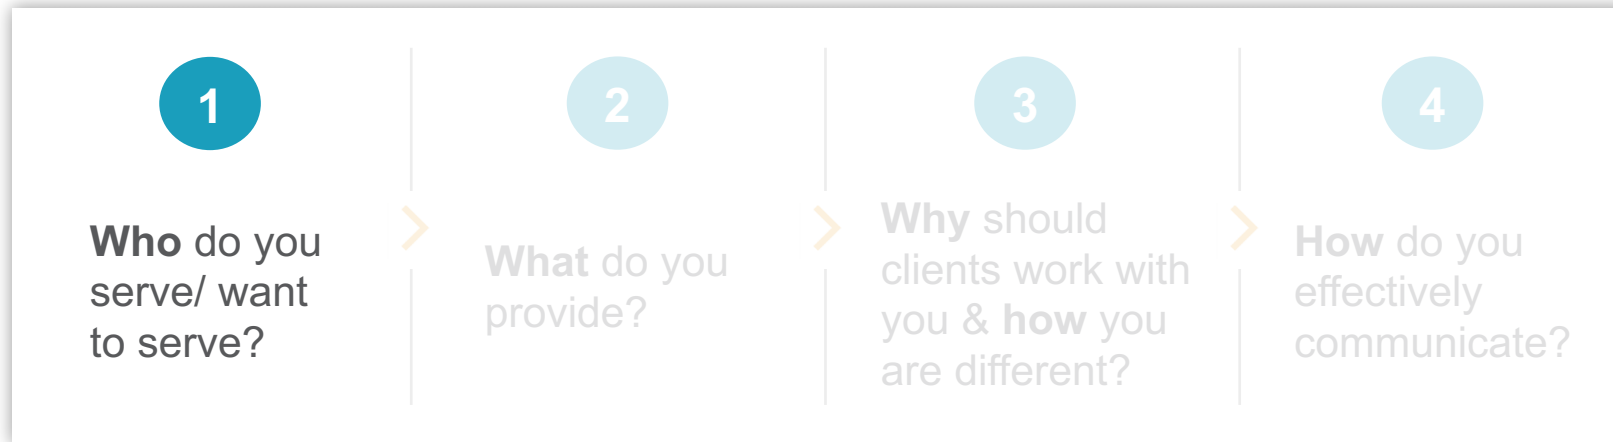 1
Who do you
serve/ want
to serve?
2
What do you
provide?
3
Why should
clients work with
you & how you
are different?
4
How do you
effectively
communicate?